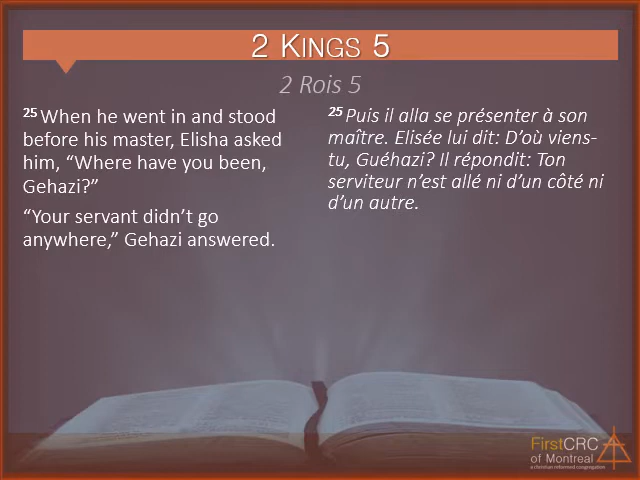 2 Kings 5
2 Rois 5
25 When he went in and stood
before his master, Elisha asked
him, “Where have you been,
Gehazi?”
“Your servant didn’t go
anywhere,” Gehazi answered.
25 Puis il alla se présenter à son
maître. Elisée lui dit: D’où viens-
tu, Guéhazi? Il répondit: Ton
serviteur n’est allé ni d’un côté ni
d’un autre.
FirstCRC
of Montreal
a christian reformed congregation